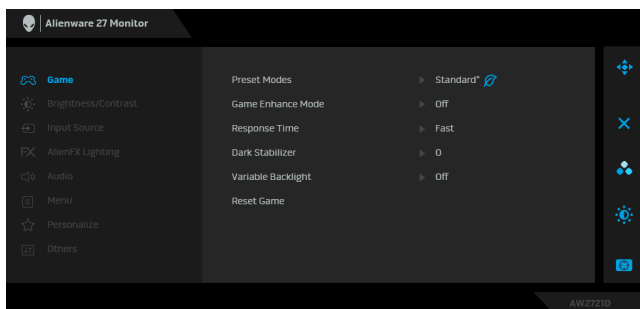 Alienware 27 Monitor
Game
Brightness/Contrast
Input Source
AlienFX Lighting
Audio
Menu
Personalize
Others
Preset Modes Standard*
Game Enhance Mode Off
Response Time Fast
Dark Stabilizer 0
Variable Backlight Off
Reset Game
AW2721D